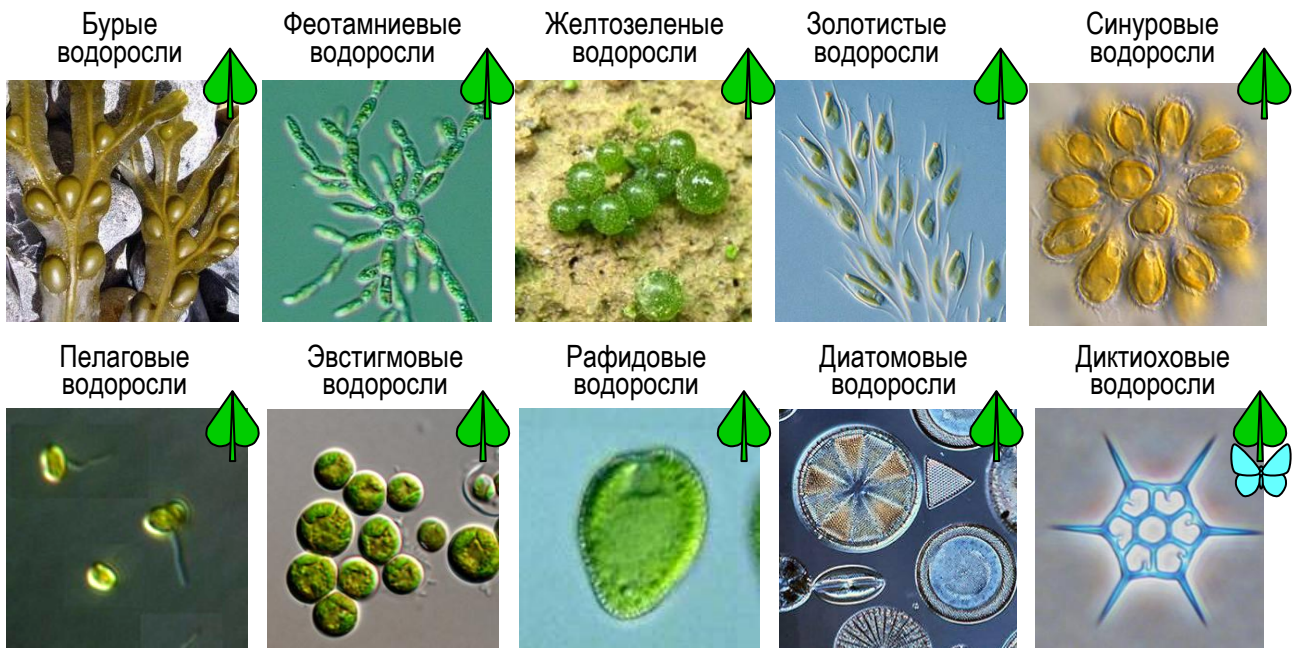 Бурые
водоросли
Феотамниевые
водоросли
Желтозеленые
водоросли
Золотистые
водоросли
Синуровые
водоросли
Пелаговые
водоросли
Эвстигмовые
водоросли
Рафидовые
водоросли
Диатомовые
водоросли
Диктиоховые
водоросли